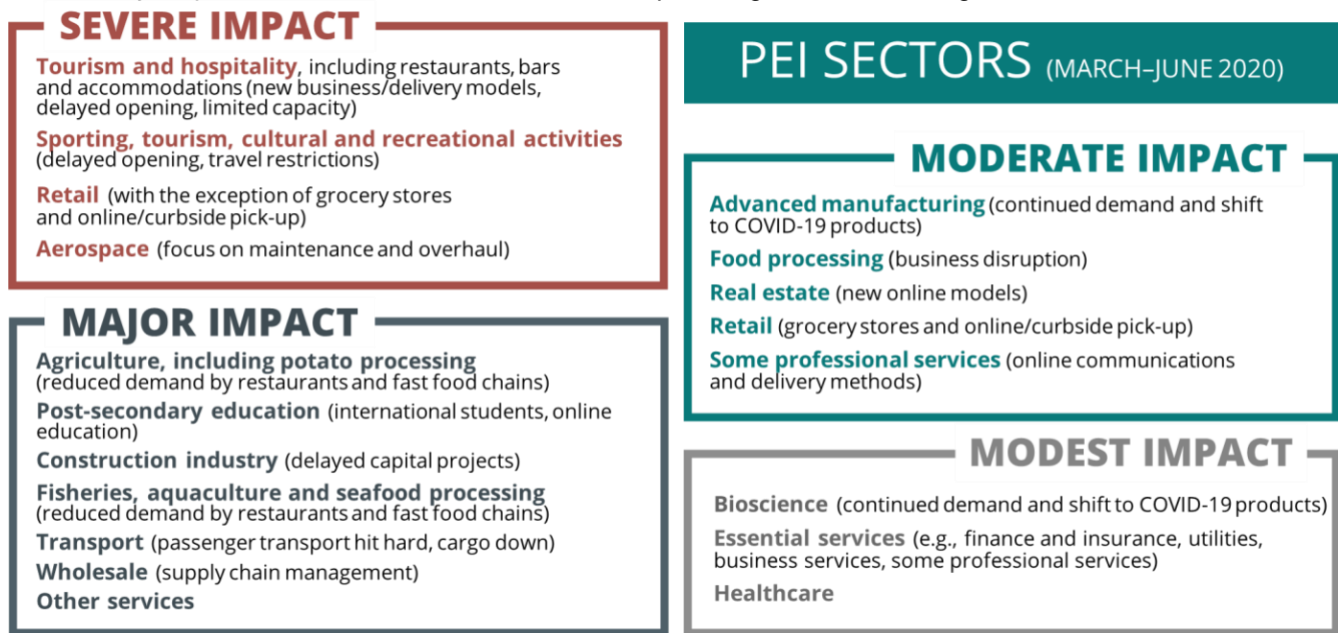 SEVERE IMPACT
Tourism and hospitality, including restaurants, bars
and accommodations (new business/delivery models,
delayed opening, limited capacity)
Sporting, tourism, cultural and recreational activities
(delayed opening, travel restrictions)
Retail (with the exception of grocery stores
and online/curbside pick-up)
Aerospace (focus on maintenance and overhaul)
MAJOR IMPACT
Agriculture, including potato processing
(reduced demand by restaurants and fast food chains)
Post-secondary education (international students, online
education)
Construction industry (delayed capital projects)
Fisheries, aquaculture and seafood processing
(reduced demand by restaurants and fast food chains)
Transport (passenger transport hit hard, cargo down)
Wholesale (supply chain management)
Other services
PEI SECTORS (MARCH–JUNE 2020)
MODERATE IMPACT
Advanced manufacturing (continued demand and shift
to COVID-19 products)
Food processing (business disruption)
Real estate (new online models)
Retail (grocery stores and online/curbside pick-up)
Some professional services (online communications
and delivery methods)
MODEST IMPACT
Bioscience (continued demand and shift to COVID-19 products)
Essential services (e.g., finance and insurance, utilities,
business services, some professional services)
Healthcare